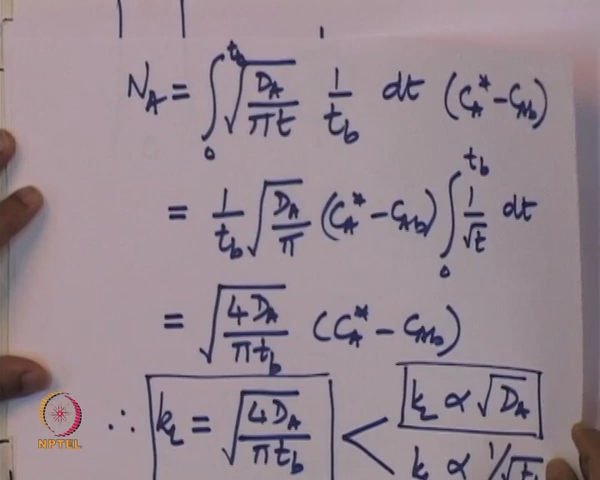 N_A = ∫₀^{t_b} √(D_A/πt) 1/t_b dt (C_A* − C_Ab)
= 1/t_b √(D_A/π) (C_A* − C_Ab) ∫₀^{t_b} 1/√t dt
= √(4D_A/πt_b) (C_A* − C_Ab)
∴ k_L = √(4D_A/πt_b) < k_L ∝ √D_A
k ∝ 1/√t
NPTEL